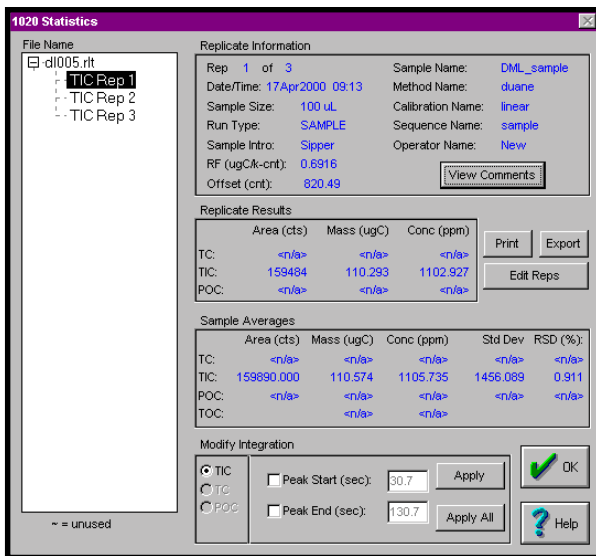 1020 Statistics
File Name
dl005.rlt
TIC Rep 1
TIC Rep 2
TIC Rep 3
~ = unused
Replicate Information
Rep 1 of 3 Sample Name: DML_sample
Date/Time: 17Apr2000 09:13 Method Name: duane
Sample Size: 100 uL Calibration Name: linear
Run Type: SAMPLE Sequence Name: sample
Sample Intro: Sipper Operator Name: New
RF (ugC/k-cnt): 0.6916
Offset (cnt): 820.49
View Comments
Replicate Results
Area (cts) Mass (ugC) Conc (ppm)
TC: <n/a> <n/a> <n/a>
TIC: 159484 110.293 1102.927
POC: <n/a> <n/a> <n/a>
Print Export
Edit Reps
Sample Averages
Area (cts) Mass (ugC) Conc (ppm) Std Dev RSD (%):
TC: <n/a> <n/a> <n/a> <n/a> <n/a>
TIC: 159890.000 110.574 1105.735 1456.089 0.911
POC: <n/a> <n/a> <n/a> <n/a> <n/a>
TOC: <n/a> <n/a>
Modify Integration
TIC
TC
POC
Peak Start (sec): 30.7 Apply
Peak End (sec): 130.7 Apply All
OK
Help